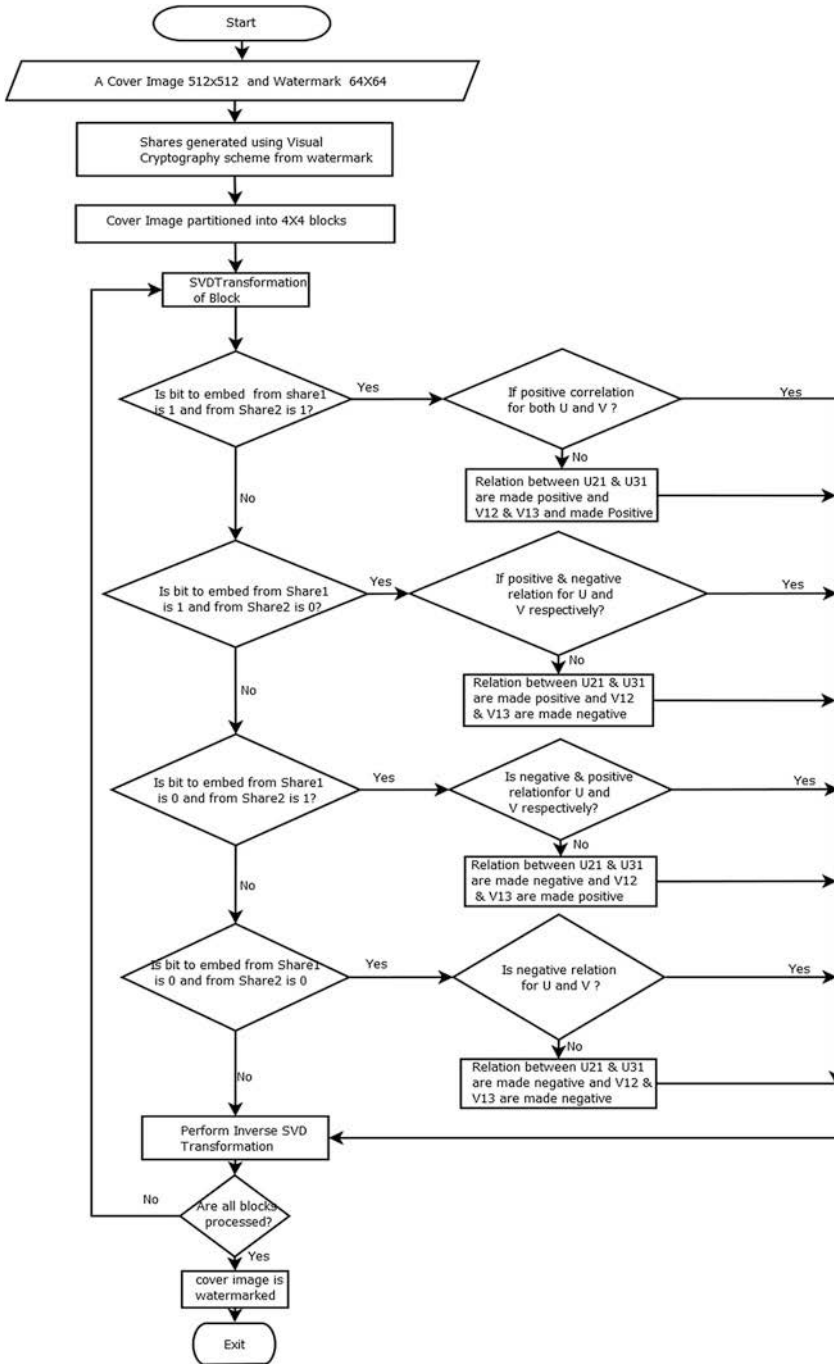 Start
A Cover Image 512x512 and Watermark 64X64
Shares generated using Visual
Cryptography scheme from watermark
Cover Image partitioned into 4X4 blocks
SVDTransformation
of Block
Is bit to embed from share1
is 1 and from Share2 is 1?
Yes
If positive correlation
for both U and V ?
Yes
No
Relation between U21 & U31
are made positive and
V12 & V13 and made Positive
No
Is bit to embed from Share1
is 1 and from Share2 is 0?
Yes
If positive & negative
relation for U and
V respectively?
Yes
No
Relation between U21 & U31
are made positive and V12
& V13 are made negative
No
Is bit to embed from Share1
is 0 and from Share2 is 1?
Yes
Is negative & positive
relationfor U and
V respectively?
Yes
No
Relation between U21 & U31
are made negative and V12
& V13 are made positive
No
Is bit to embed from Share1
is 0 and from Share2 is 0
Yes
Is negative relation
for U and V ?
Yes
No
Relation between U21 & U31
are made negative and V12 &
V13 are made negative
No
Perform Inverse SVD
Transformation
No
Are all blocks
processed?
Yes
cover image is
watermarked
Exit